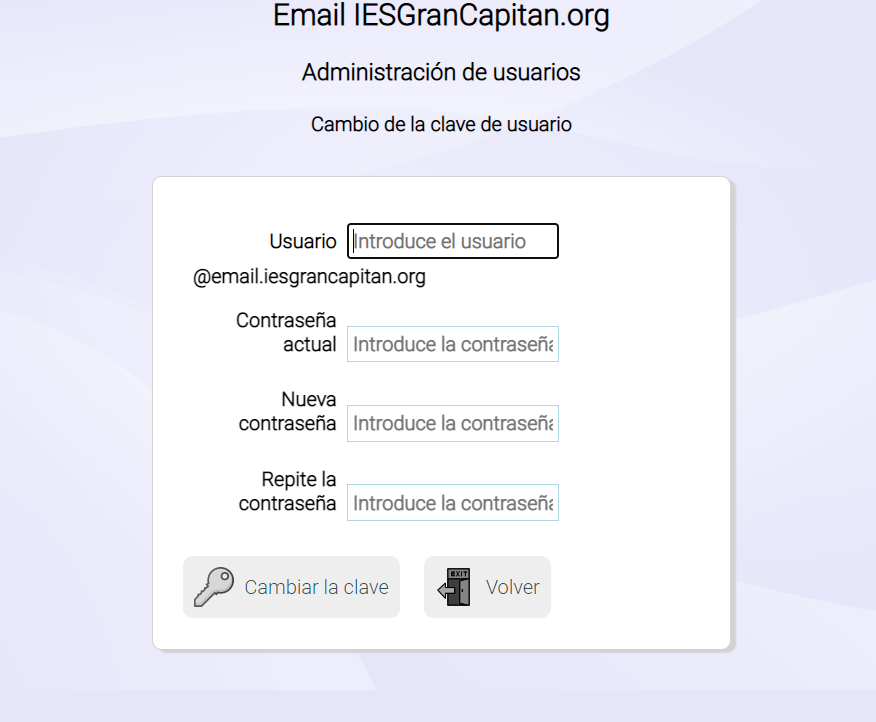 Email IESGranCapitan.org
Administración de usuarios
Cambio de la clave de usuario
Usuario Introduce el usuario
@email.iesgrancapitan.org
Contraseña
actual Introduce la contraseña
Nueva
contraseña Introduce la contraseña
Repite la
contraseña Introduce la contraseña
Cambiar la clave EXIT Volver